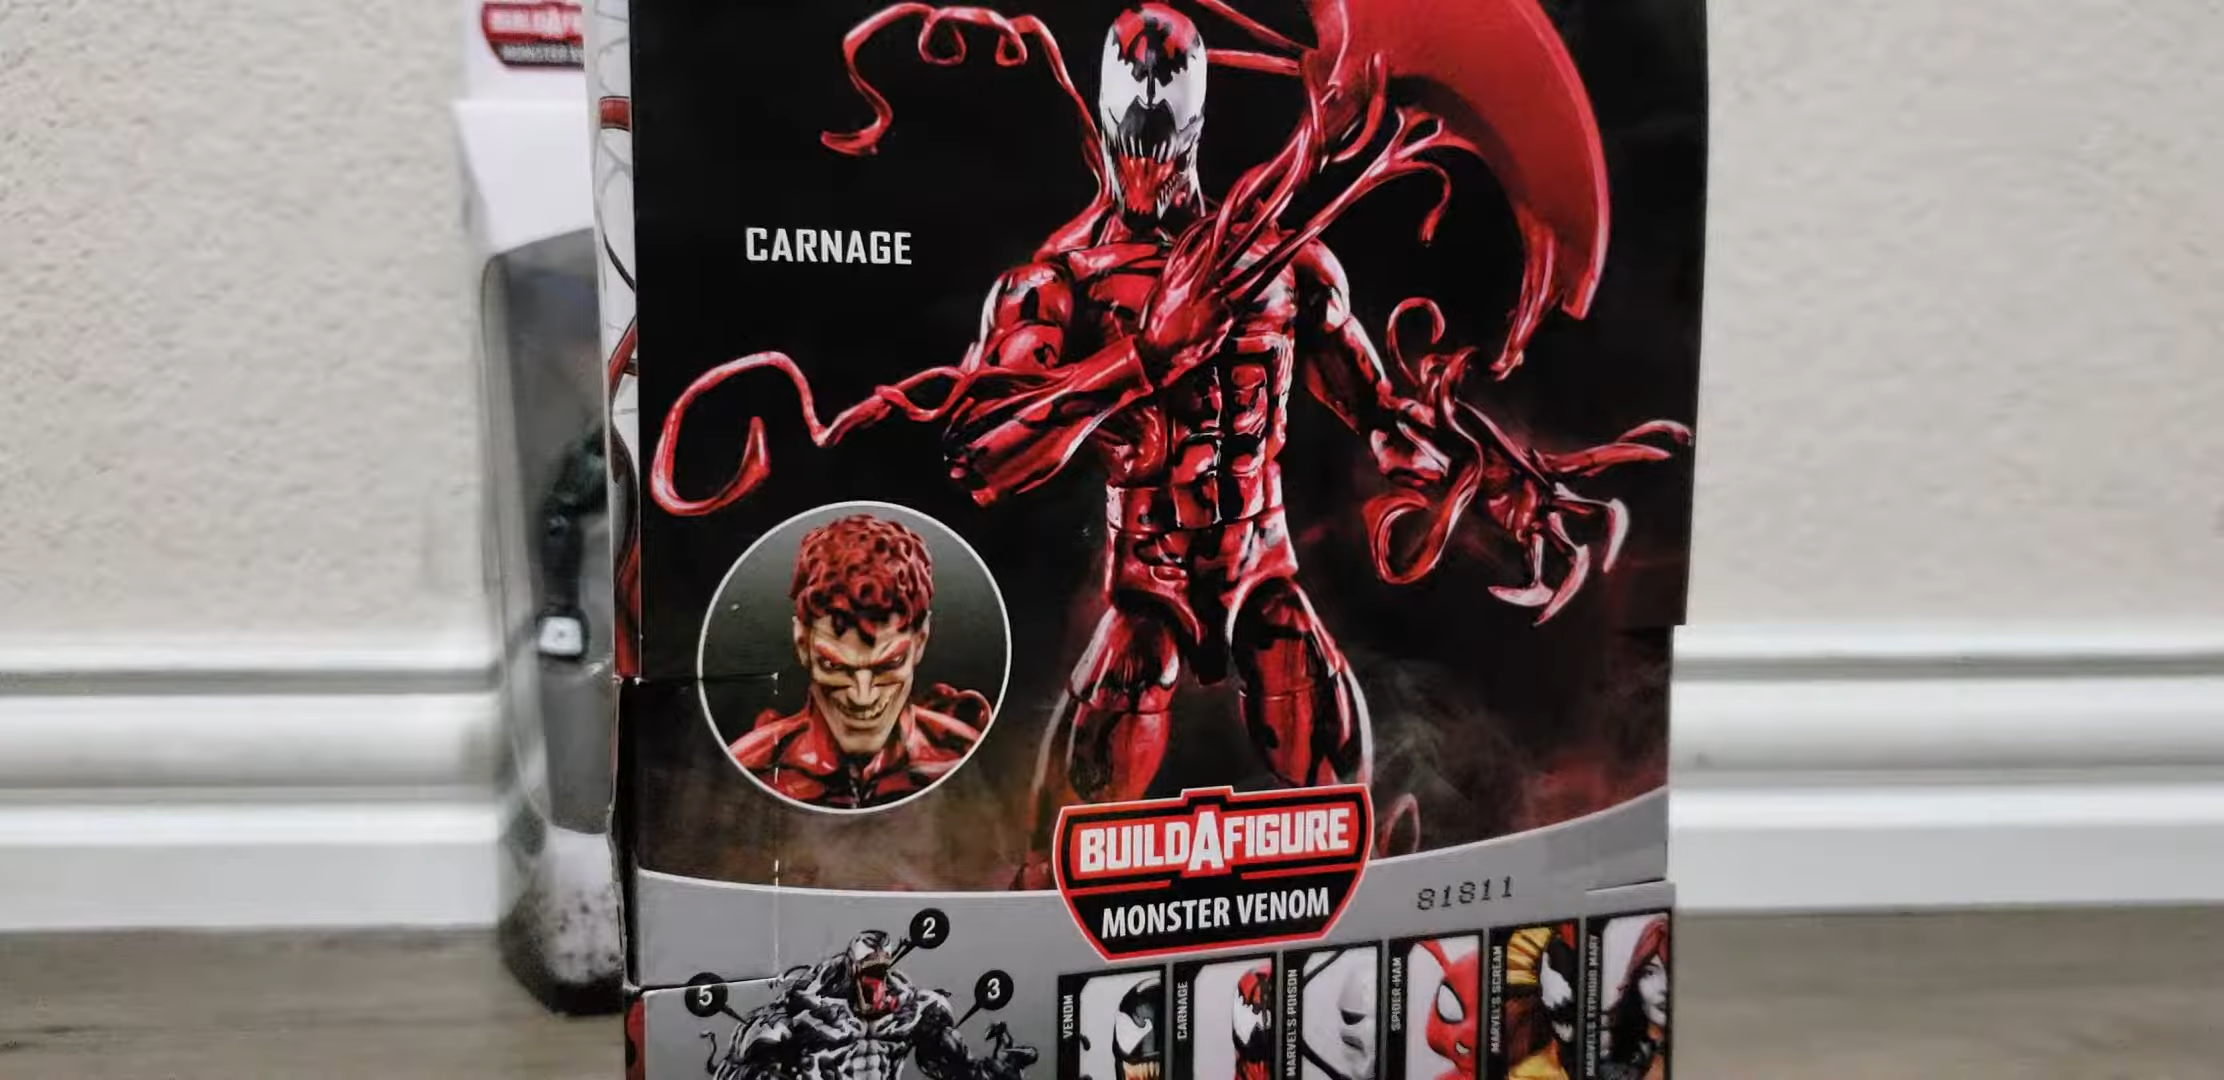 BUILDAFIGURE
CARNAGE
BUILDAFIGURE
MONSTER VENOM
81811
2
5
3
VENOM
CARNAGE
MARVEL'S POISON
SPIDER-HAM
MARVEL'S SCREAM
MARVEL'S TYPHOID MARY